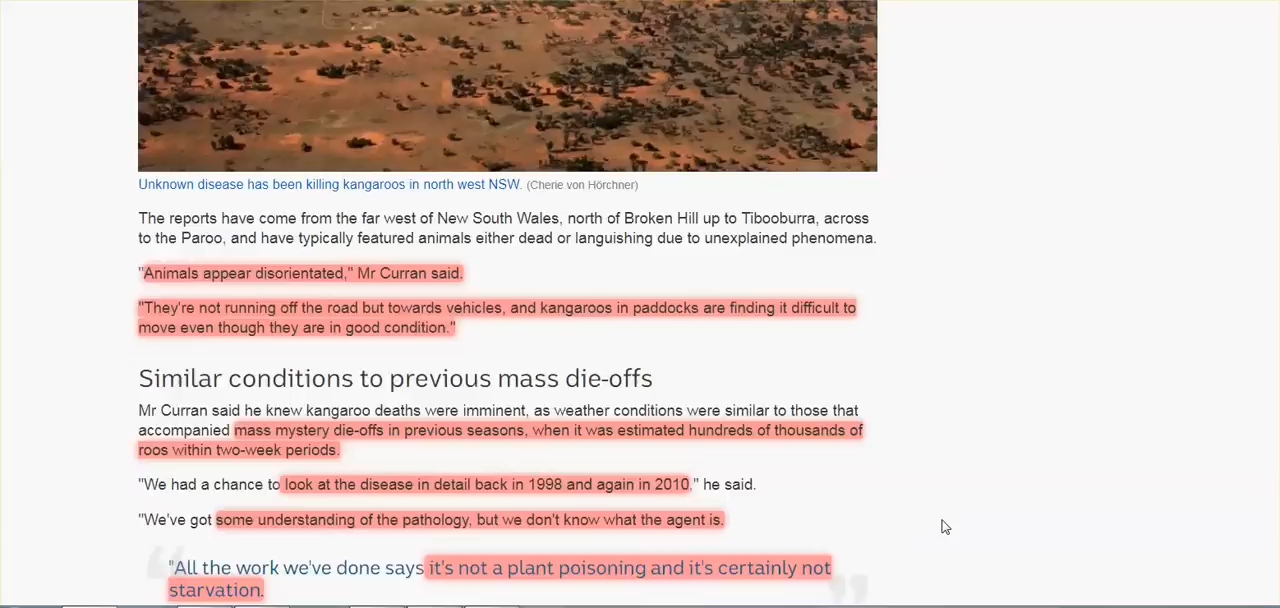 Unknown disease has been killing kangaroos in north west NSW. (Cherie von Hörchner)
The reports have come from the far west of New South Wales, north of Broken Hill up to Tibooburra, across
to the Paroo, and have typically featured animals either dead or languishing due to unexplained phenomena.
"Animals appear disorientated," Mr Curran said.
"They're not running off the road but towards vehicles, and kangaroos in paddocks are finding it difficult to
move even though they are in good condition."
Similar conditions to previous mass die-offs
Mr Curran said he knew kangaroo deaths were imminent, as weather conditions were similar to those that
accompanied mass mystery die-offs in previous seasons, when it was estimated hundreds of thousands of
roos within two-week periods.
"We had a chance to look at the disease in detail back in 1998 and again in 2010," he said.
"We've got some understanding of the pathology, but we don't know what the agent is.
"All the work we've done says it's not a plant poisoning and it's certainly not
starvation.